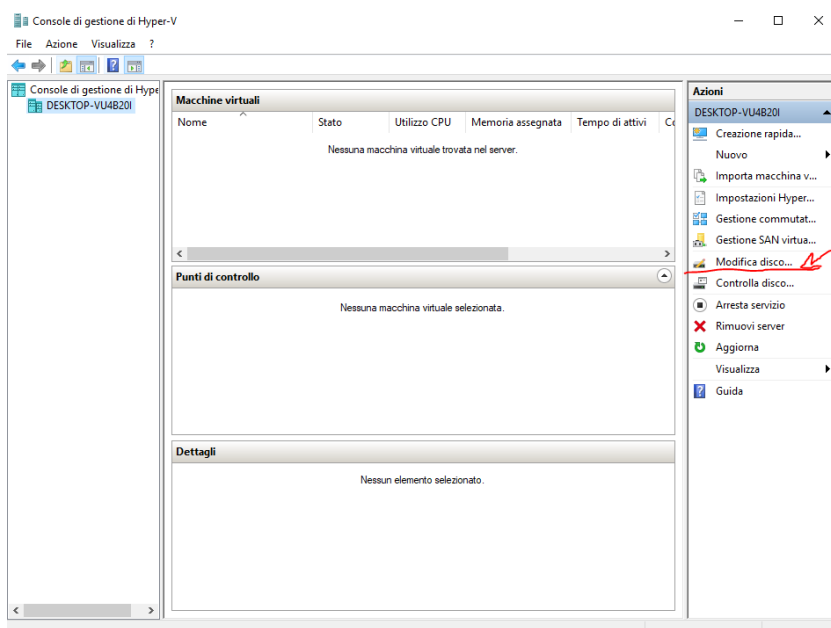 Console di gestione di Hyper-V
File Azione Visualizza ?
Console di gestione di Hype
DESKTOP-VU4B20I
Macchine virtuali
Nome Stato Utilizzo CPU Memoria assegnata Tempo di attivi Co
Nessuna macchina virtuale trovata nel server.
Punti di controllo
Nessuna macchina virtuale selezionata.
Dettagli
Nessun elemento selezionato.
Azioni
DESKTOP-VU4B20I
Creazione rapida...
Nuovo
Importa macchina v...
Impostazioni Hyper...
Gestione commutat...
Gestione SAN virtua...
Modifica disco...
Controlla disco...
Arresta servizio
Rimuovi server
Aggiorna
Visualizza
Guida